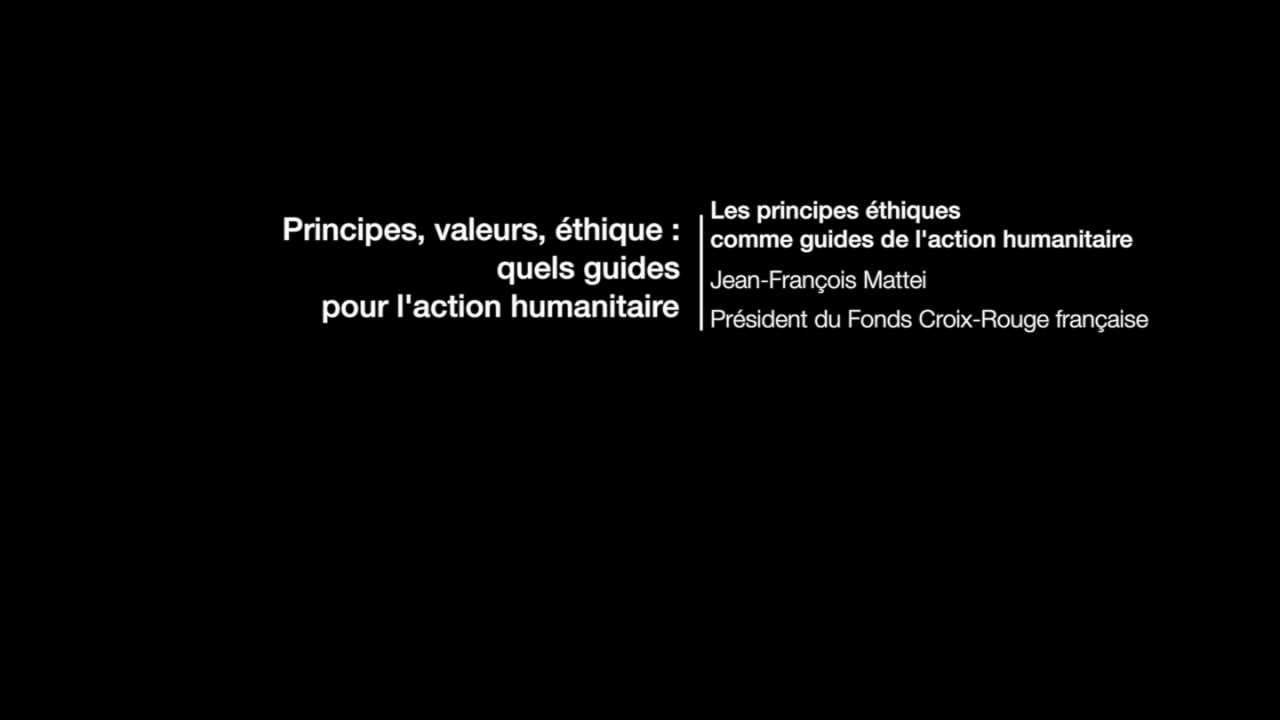 Principes, valeurs, éthique :
quels guides
pour l'action humanitaire
Les principes éthiques
comme guides de l'action humanitaire
Jean-François Mattei
Président du Fonds Croix-Rouge française